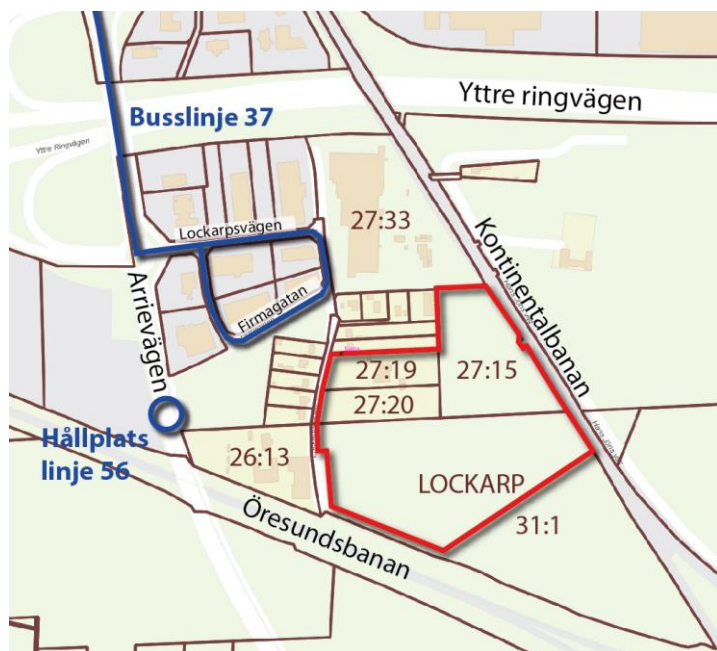 Yttre ringvägen
Busslinje 37
Yttre Ringvägen
Lockarpsvägen
27:33
Kontinentalbanan
Arrievägen
Firmagatan
27:19
27:15
27:20
Hållplats
linje 56
26:13
LOCKARP
31:1
Öresundsbanan